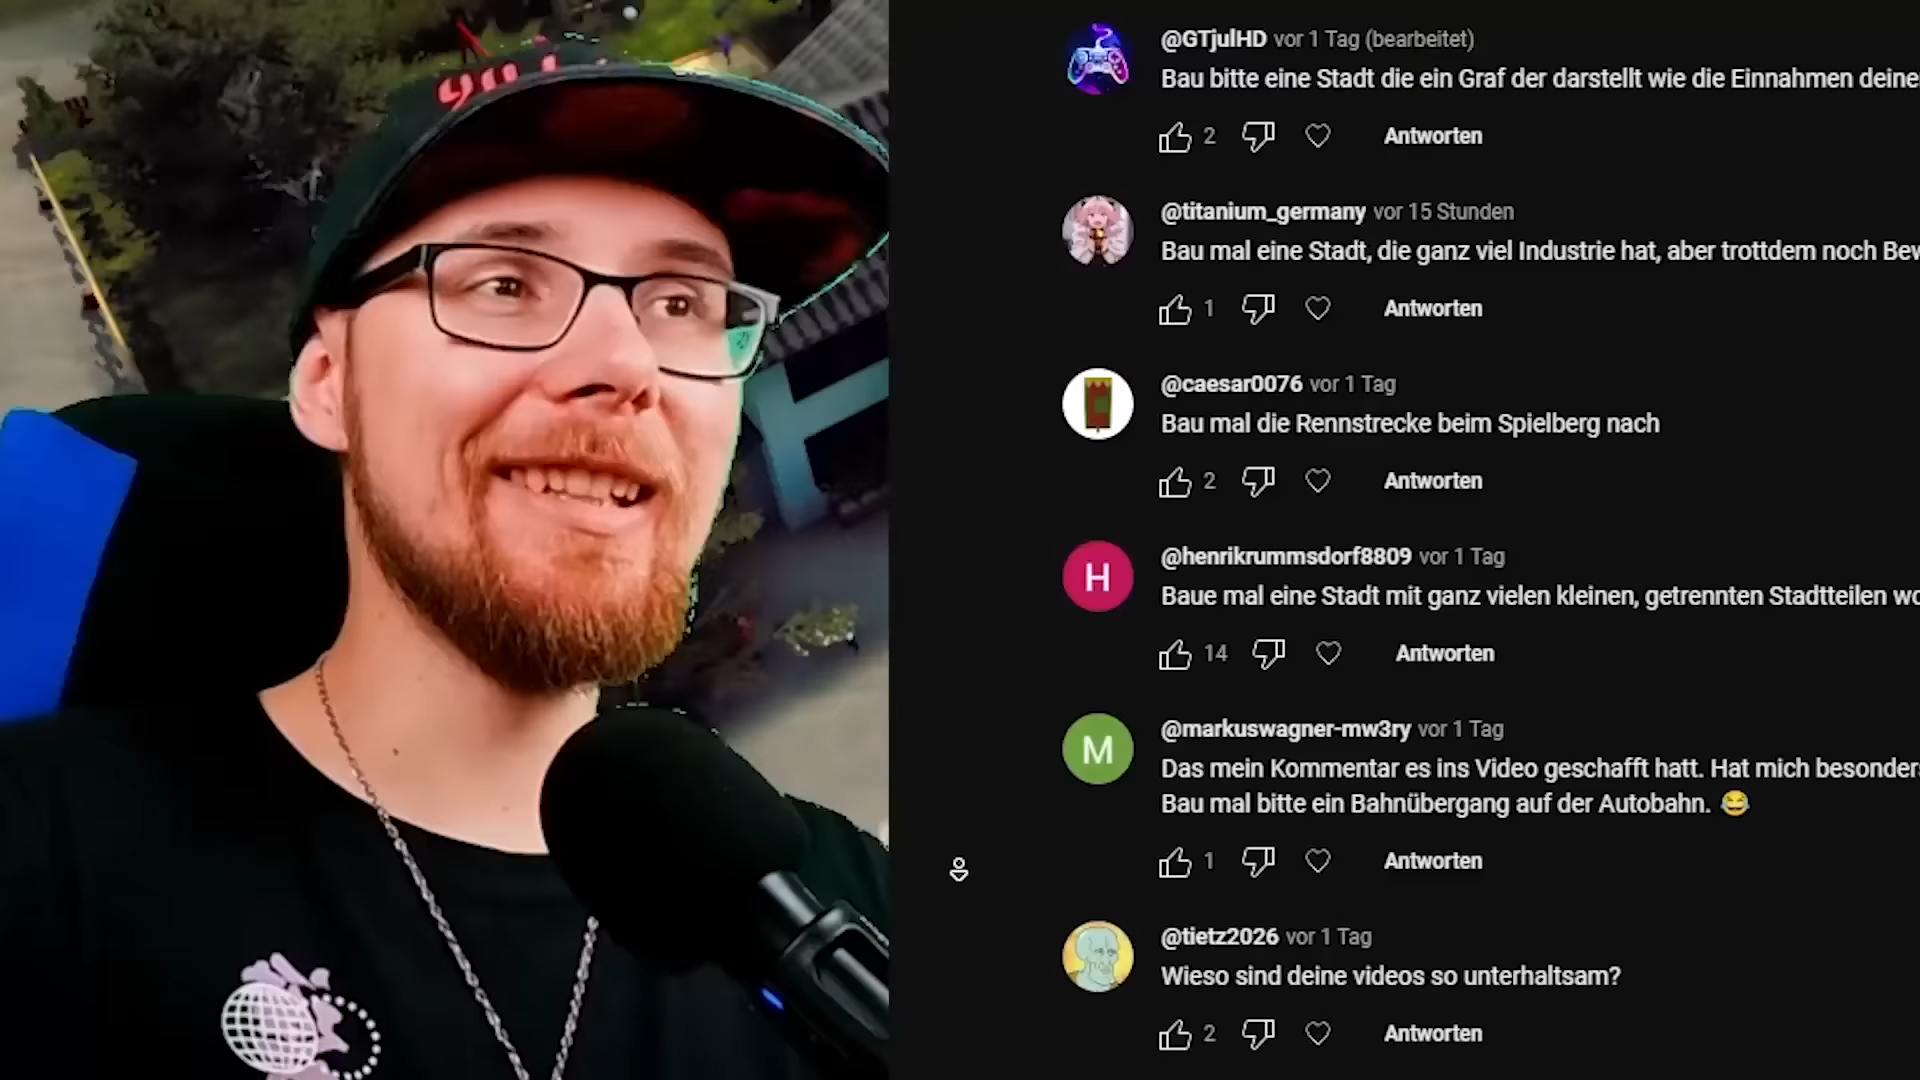 @GTjulHD vor 1 Tag (bearbeitet)
Bau bitte eine Stadt die ein Graf der darstellt wie die Einnahmen deine
2
Antworten
@titanium_germany vor 15 Stunden
Bau mal eine Stadt, die ganz viel Industrie hat, aber trottdem noch Bev
1
Antworten
@caesar0076 vor 1 Tag
Bau mal die Rennstrecke beim Spielberg nach
2
Antworten
H
@henrikrummsdorf8809 vor 1 Tag
Baue mal eine Stadt mit ganz vielen kleinen, getrennten Stadtteilen wo
14
Antworten
M
@markuswagner-mw3ry vor 1 Tag
Das mein Kommentar es ins Video geschafft hatt. Hat mich besonders
Bau mal bitte ein Bahnübergang auf der Autobahn. 😂
1
Antworten
@tietz2026 vor 1 Tag
Wieso sind deine videos so unterhaltsam?
2
Antworten